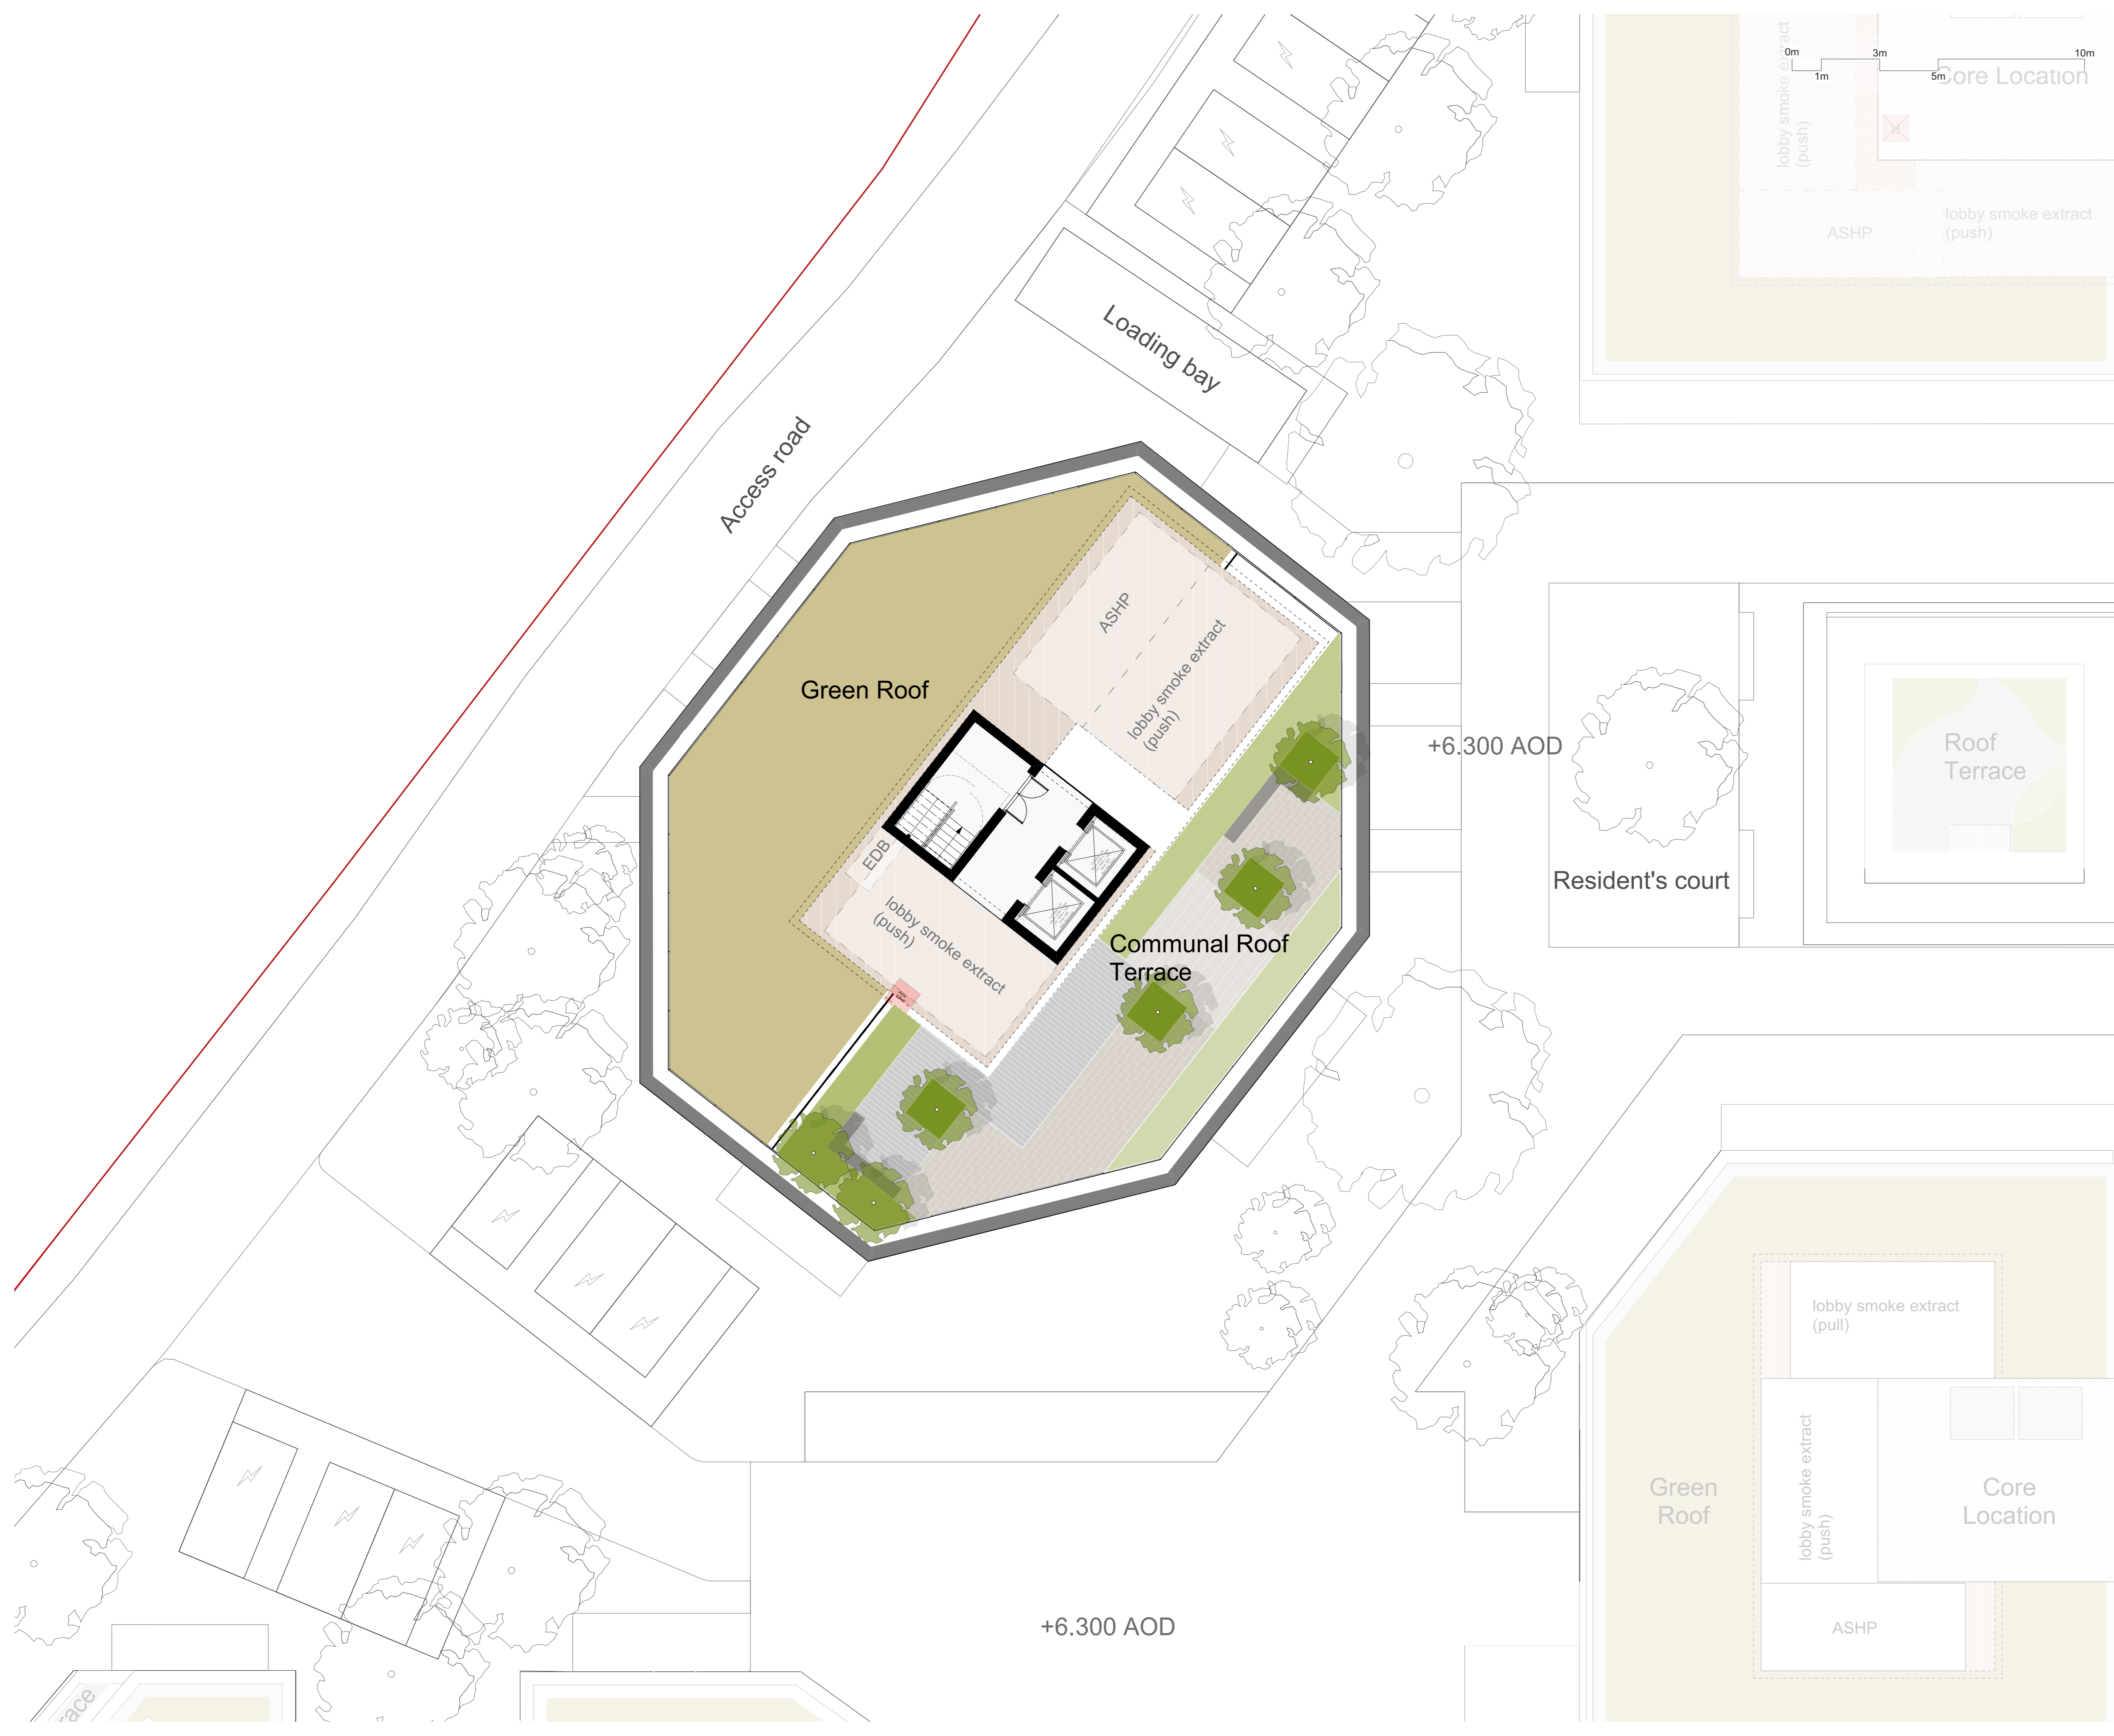 0m
3m
10m
1m
5m
Core Location
lobby smoke extract
(push)
H
lobby smoke extract
(push)
ASHP
Loading bay
Access road
ASHP
lobby smoke extract
(push)
Green Roof
+6.300 AOD
Roof
Terrace
EDB
Resident's court
lobby smoke extract
(push)
Communal Roof
Terrace
lobby smoke extract
(pull)
lobby smoke extract
(push)
Green
Roof
Core
Location
+6.300 AOD
ASHP
race